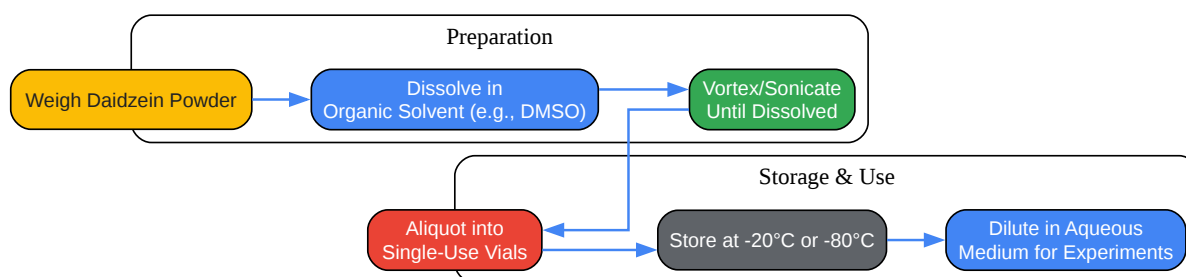 Preparation
Weigh Daidzein Powder
Dissolve in
Organic Solvent (e.g., DMSO)
Vortex/Sonicate
Until Dissolved
Storage & Use
Aliquot into
Single-Use Vials
Store at -20°C or -80°C
Dilute in Aqueous
Medium for Experiments